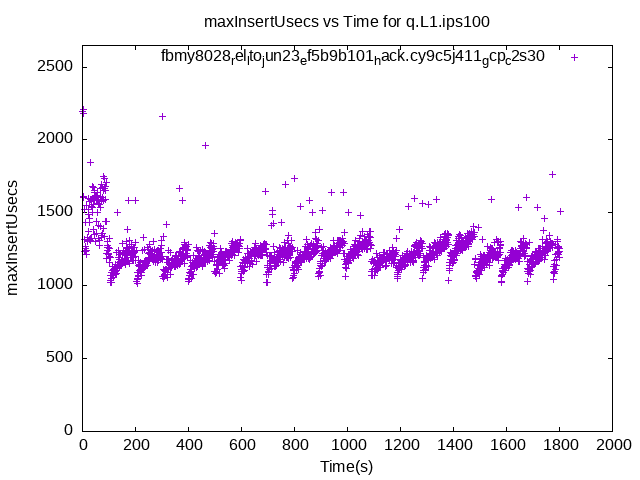 maxInsertUsecs vs Time for q.L1.ips100
fbmy8028relltojun23ef5b9b101hack.cy9c5j411gcpc2s30
2500
2000
1500
1000
500
0
maxInsertUsecs
0 200 400 600 800 1000 1200 1400 1600 1800 2000
Time(s)